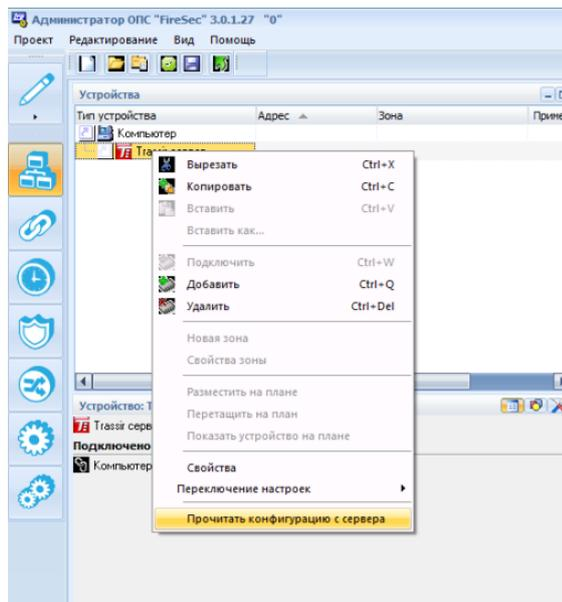 Администратор ОПС "FireSec" 3.0.1.27 "0"
Проект Редактирование Вид Помощь
Устройства
Тип устройства Адрес Зона
Компьютер
Trassir сервер
Вырезать Ctrl+X
Копировать Ctrl+C
Вставить Ctrl+V
Вставить как...
Подключить Ctrl+W
Добавить Ctrl+Q
Удалить Ctrl+Del
Новая зона
Свойства зоны
Разместить на плане
Перетащить на план
Показать устройство на плане
Свойства
Переключение настроек
Прочитать конфигурацию с сервера
Устройство: T
Trassir серв
Подключено
Компьютер